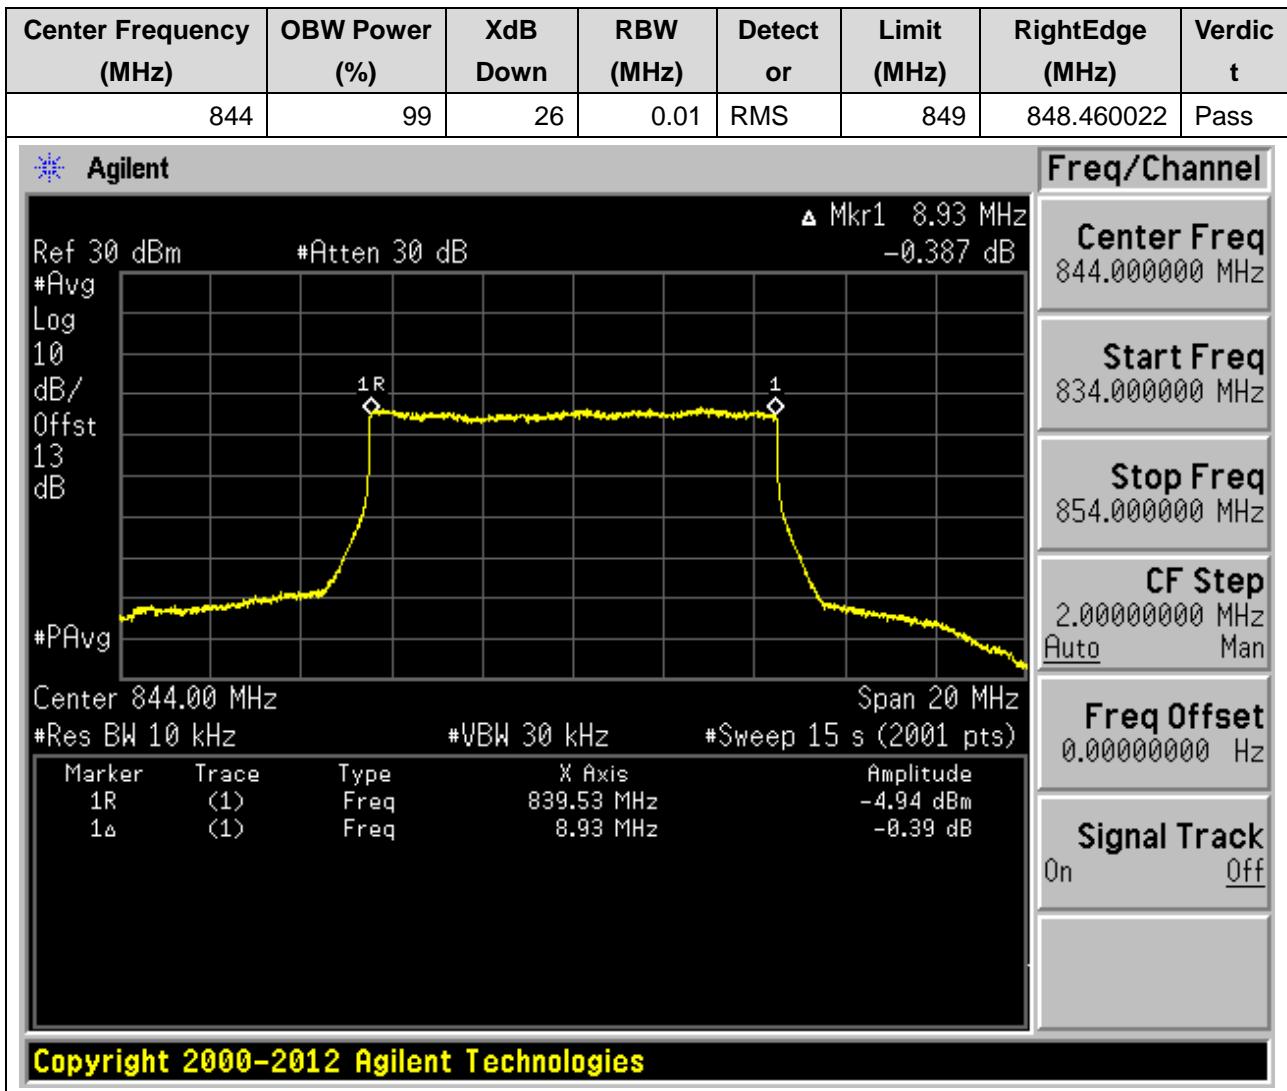 Center Frequency (MHz) OBW Power (%) XdB Down RBW (MHz) Detect or Limit (MHz) RightEdge (MHz) Verdic t
844 99 26 0.01 RMS 849 848.460022 Pass
Agilent
Freq/Channel
Δ Mkr1 8.93 MHz
Ref 30 dBm #Atten 30 dB -0.387 dB
#Avg
Log
10
dB/
Offst
13
dB
1R
1
#PAvg
Center 844.00 MHz Span 20 MHz
#Res BW 10 kHz #VBW 30 kHz #Sweep 15 s (2001 pts)
Marker Trace Type X Axis Amplitude
1R (1) Freq 839.53 MHz -4.94 dBm
1Δ (1) Freq 8.93 MHz -0.39 dB
Center Freq
844.000000 MHz
Start Freq
834.000000 MHz
Stop Freq
854.000000 MHz
CF Step
2.00000000 MHz
Auto Man
Freq Offset
0.00000000 Hz
Signal Track
On Off
Copyright 2000-2012 Agilent Technologies